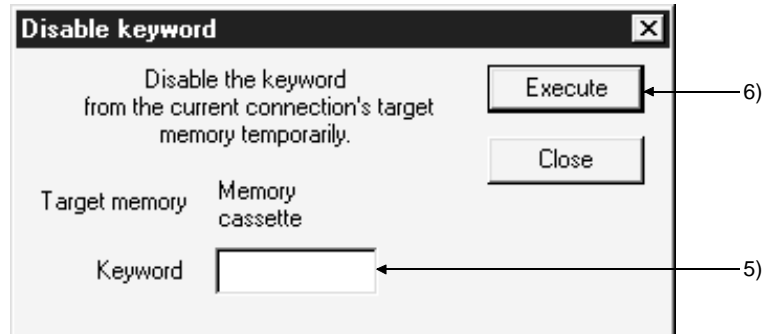 Disable keyword
Disable the keyword
from the current connection's target
memory temporarily.
Execute
6)
Close
Target memory
Memory
cassette
Keyword
5)